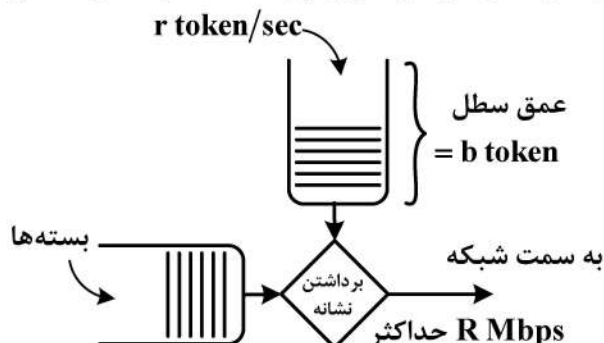 r token/sec
عمق سطل
= b token
بسته‌ها
برداشتن
نشانه
به سمت شبکه
حداکثر R Mbps